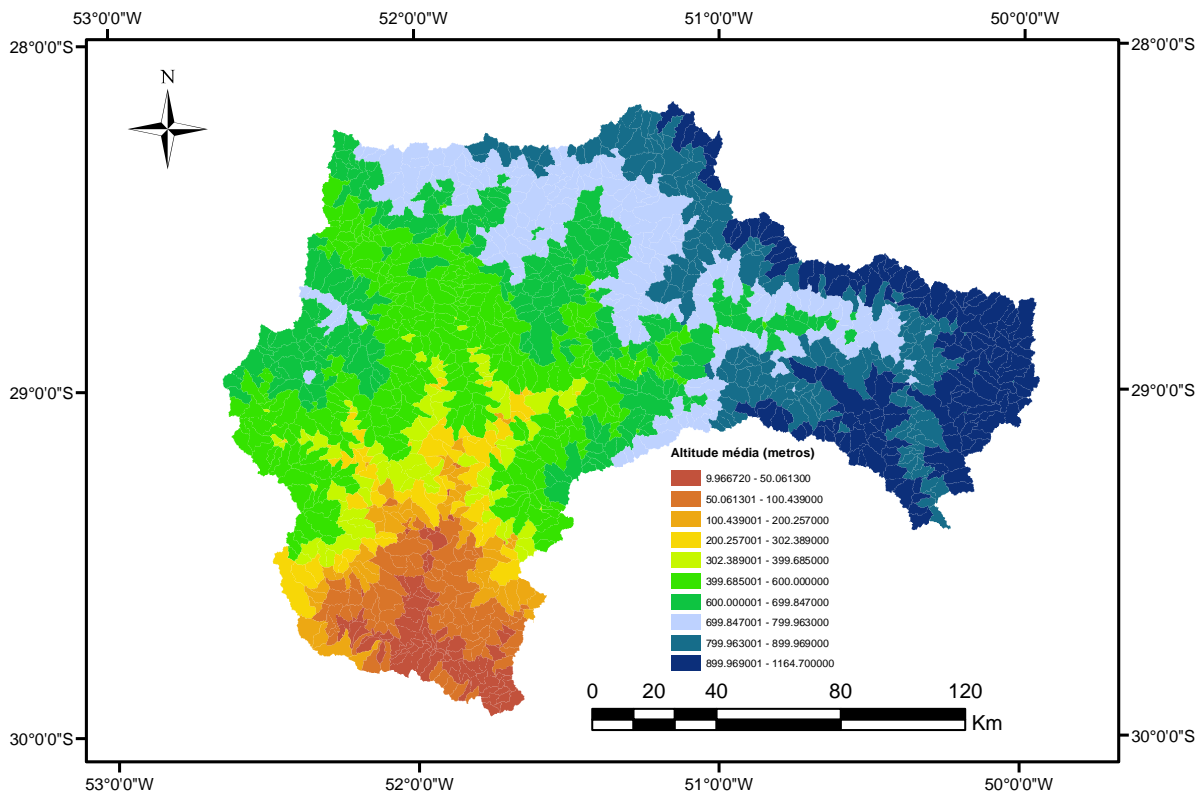 53°0'0"W 52°0'0"W 51°0'0"W 50°0'0"W
28°0'0"S 28°0'0"S
N
29°0'0"S 29°0'0"S
Altitude média (metros)
9.966720 - 50.061300
50.061301 - 100.439000
100.439001 - 200.257000
200.257001 - 302.389000
302.389001 - 399.685000
399.685001 - 600.000000
600.000001 - 699.847000
699.847001 - 799.963000
799.963001 - 899.969000
899.969001 - 1164.700000
0 20 40 80 120
Km
30°0'0"S 30°0'0"S
53°0'0"W 52°0'0"W 51°0'0"W 50°0'0"W